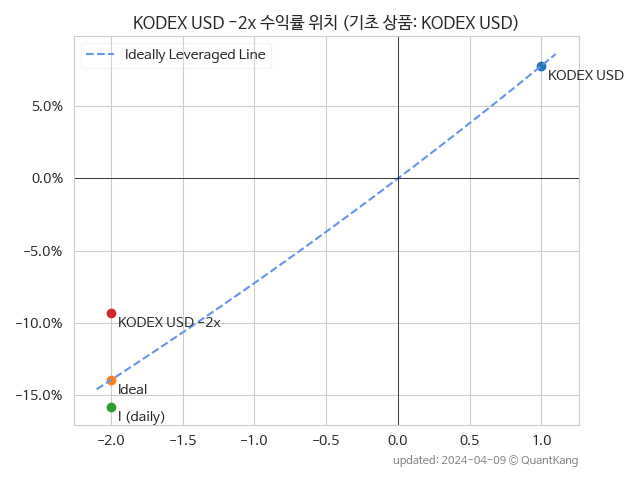 KODEX USD -2x 수익률 위치 (기초 상품: KODEX USD)
Ideally Leveraged Line
KODEX USD
5.0%
0.0%
-5.0%
-10.0%
-15.0%
KODEX USD -2x
Ideal
I (daily)
-2.0 -1.5 -1.0 -0.5 0.0 0.5 1.0
updated: 2024-04-09 © QuantKang